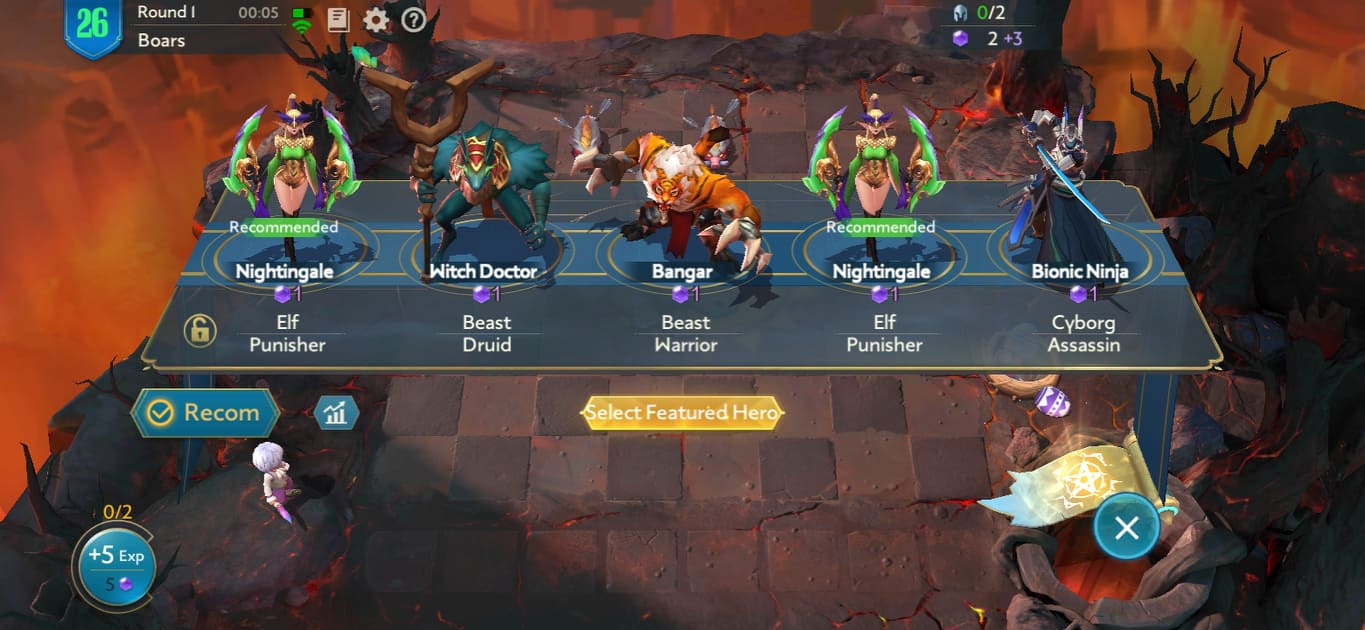 26
Round I
00:05
Boars
?
0/2
2 +3
Recommended
Recommended
Nightingale
Witch Doctor
Bangar
Nightingale
Bionic Ninja
1
1
1
1
1
Elf
Beast
Beast
Elf
Cyborg
Punisher
Druid
Warrior
Punisher
Assassin
Recom
Select Featured Hero
0/2
+5 Exp
5